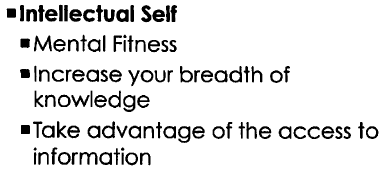 ▪Intellectual Self
▪Mental Fitness
▪Increase your breadth of
knowledge
▪Take advantage of the access to
information